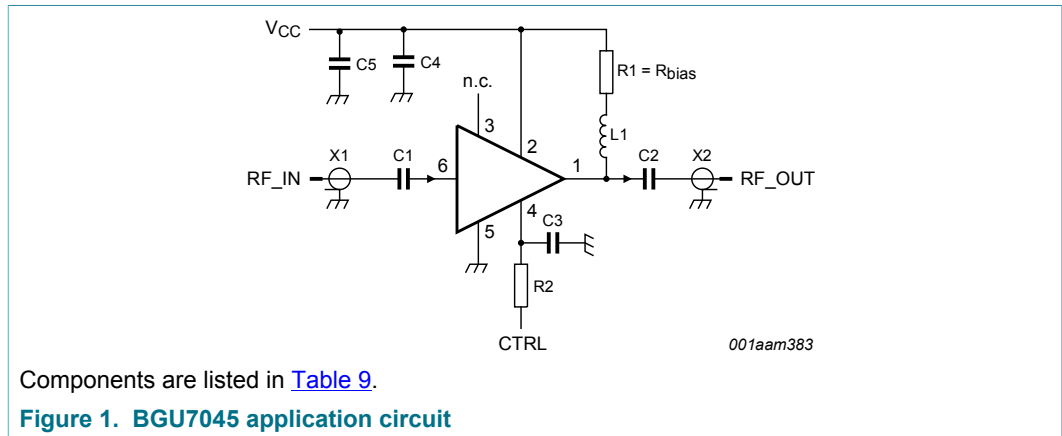 VCC
C5
C4
R1 = Rbias
n.c.
3
L1
2
X1
C1
6
1
C2
X2
RF_IN
RF_OUT
4
5
C3
R2
CTRL
001aam383
Components are listed in Table 9.
Figure 1. BGU7045 application circuit